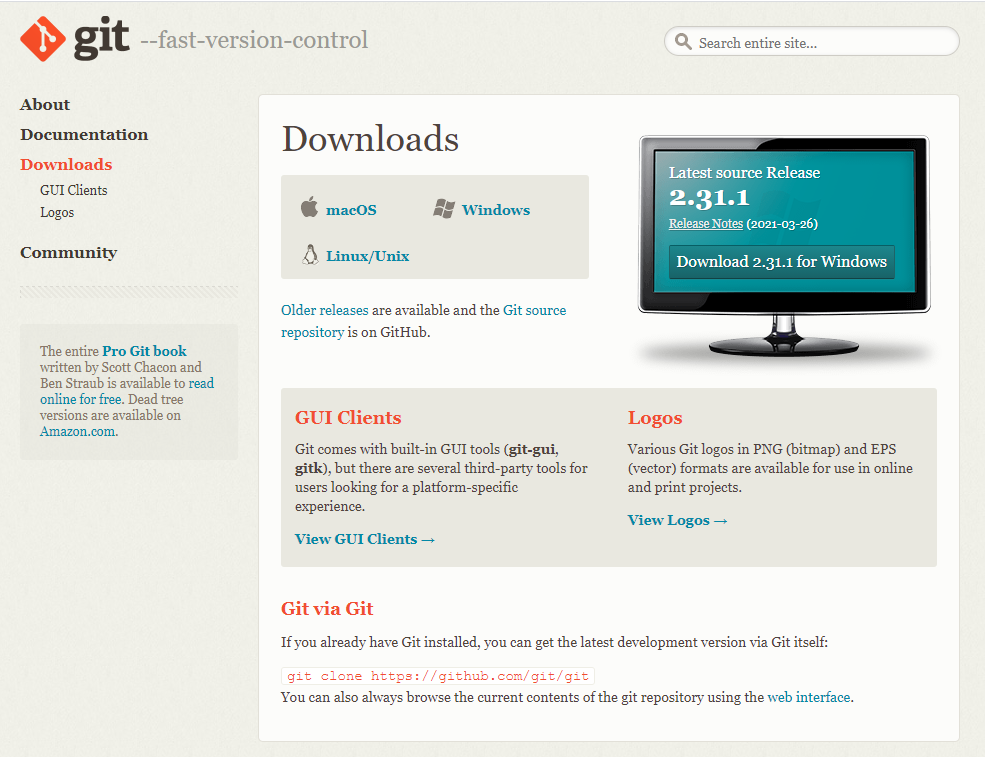 git --fast-version-control
Search entire site...
About
Documentation
Downloads
GUI Clients
Logos
Community
The entire Pro Git book
written by Scott Chacon and
Ben Straub is available to read
online for free. Dead tree
versions are available on
Amazon.com.
Downloads
macOS
Windows
Linux/Unix
Older releases are available and the Git source
repository is on GitHub.
Latest source Release
2.31.1
Release Notes (2021-03-26)
Download 2.31.1 for Windows
GUI Clients
Git comes with built-in GUI tools (git-gui,
gitk), but there are several third-party tools for
users looking for a platform-specific
experience.
View GUI Clients →
Logos
Various Git logos in PNG (bitmap) and EPS
(vector) formats are available for use in online
and print projects.
View Logos →
Git via Git
If you already have Git installed, you can get the latest development version via Git itself:
git clone https://github.com/git/git
You can also always browse the current contents of the git repository using the web interface.